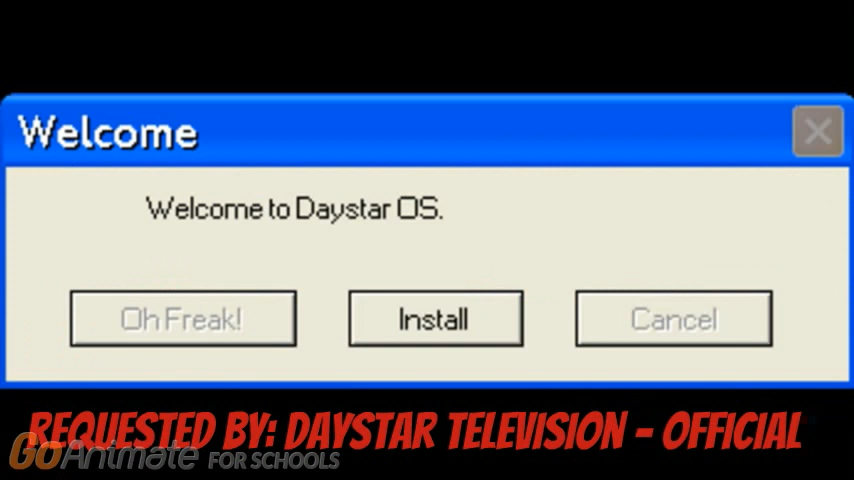 Welcome
Welcome to Daystar OS.
Oh Freak! Install Cancel
REQUESTED BY: DAYSTAR TELEVISION - OFFICIAL
GoAnimate FOR SCHOOLS